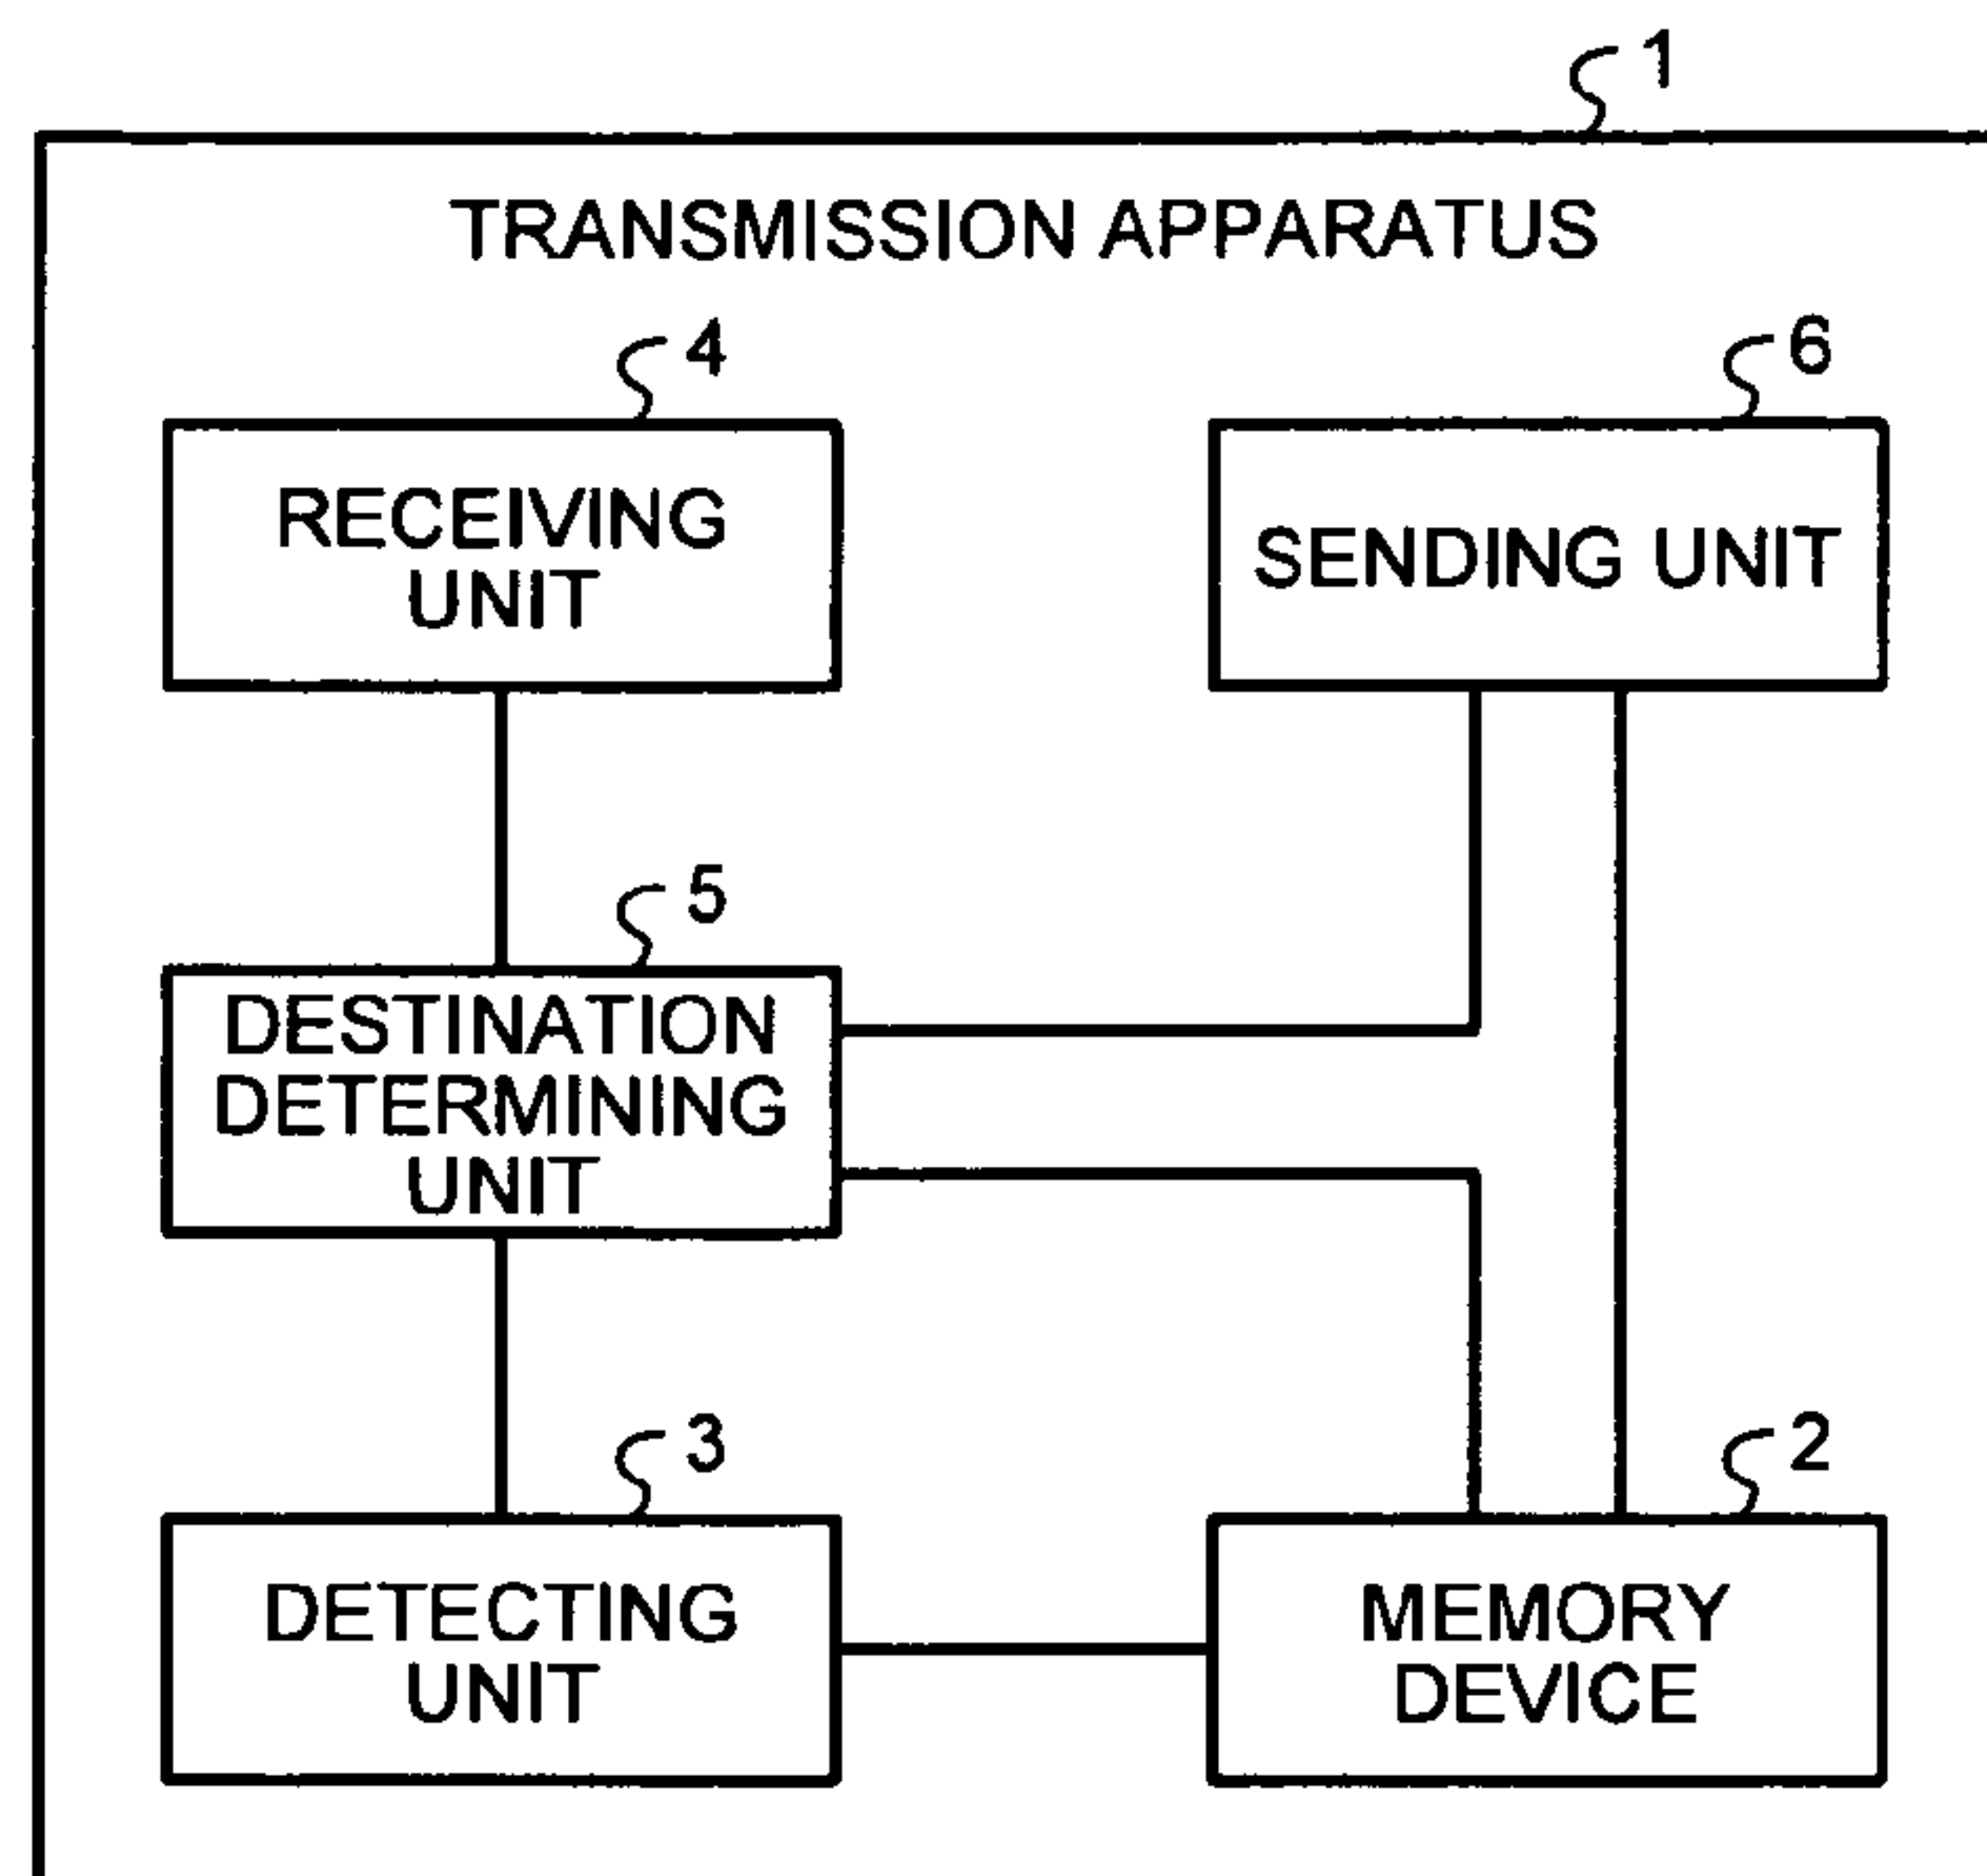 1
TRANSMISSION APPARATUS
4
RECEIVING
UNIT
6
SENDING UNIT
5
DESTINATION
DETERMINING
UNIT
3
DETECTING
UNIT
2
MEMORY
DEVICE